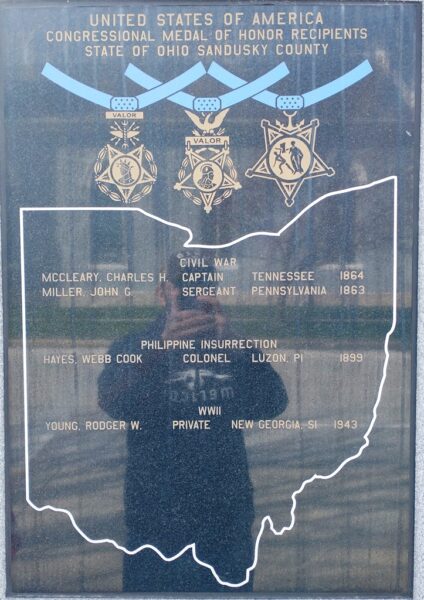 UNITED STATES OF AMERICA
CONGRESSIONAL MEDAL OF HONOR RECIPIENTS
STATE OF OHIO SANDUSKY COUNTY
VALOR
VALOR
CIVIL WAR
MCCLEARY, CHARLES H. CAPTAIN TENNESSEE 1864
MILLER, JOHN G. SERGEANT PENNSYLVANIA 1863
PHILIPPINE INSURRECTION
HAYES, WEBB COOK COLONEL LUZON, PI 1899
WWII
YOUNG, RODGER W. PRIVATE NEW GEORGIA, SI 1943